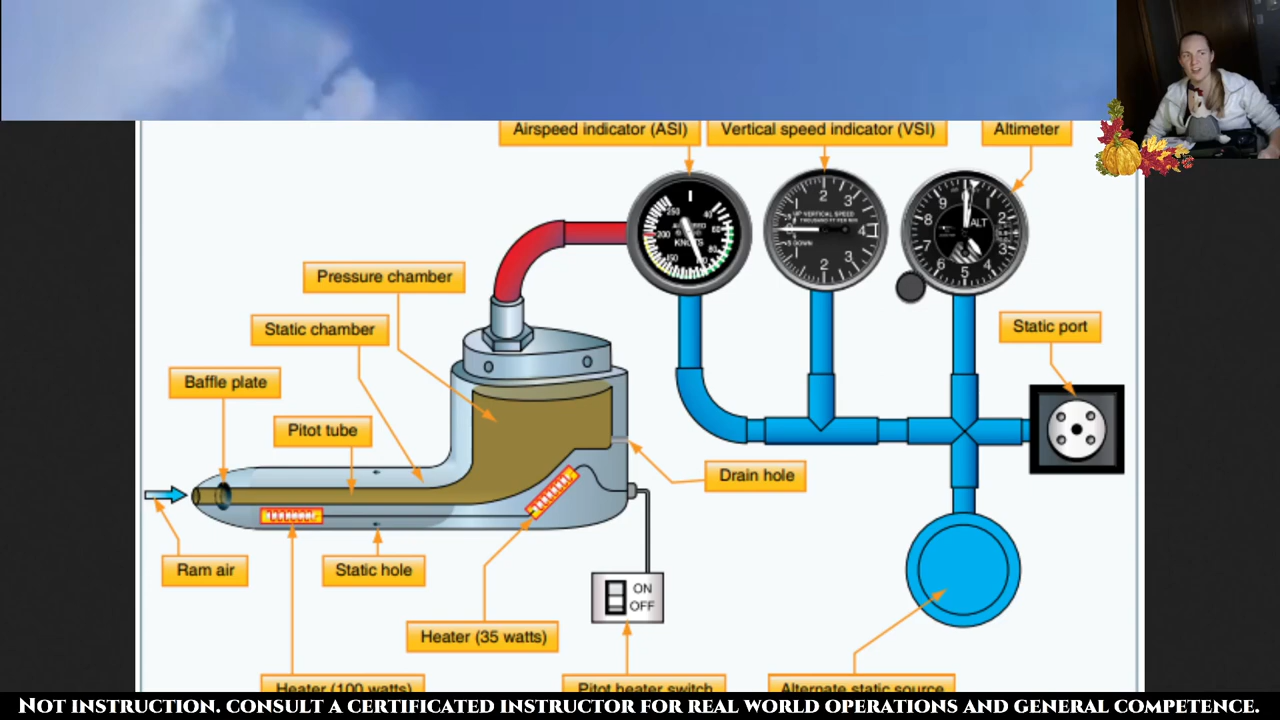 Airspeed indicator (ASI)
Vertical speed indicator (VSI)
Altimeter
Pressure chamber
Static chamber
Static port
Baffle plate
Pitot tube
Drain hole
Ram air
Static hole
ON
OFF
Heater (35 watts)
Heater (100 watts)
Pitot heater switch
Alternate static source
KNOTS
UP VERTICAL SPEED
DOWN
ALT
NOT INSTRUCTION. CONSULT A CERTIFICATED INSTRUCTOR FOR REAL WORLD OPERATIONS AND GENERAL COMPETENCE.